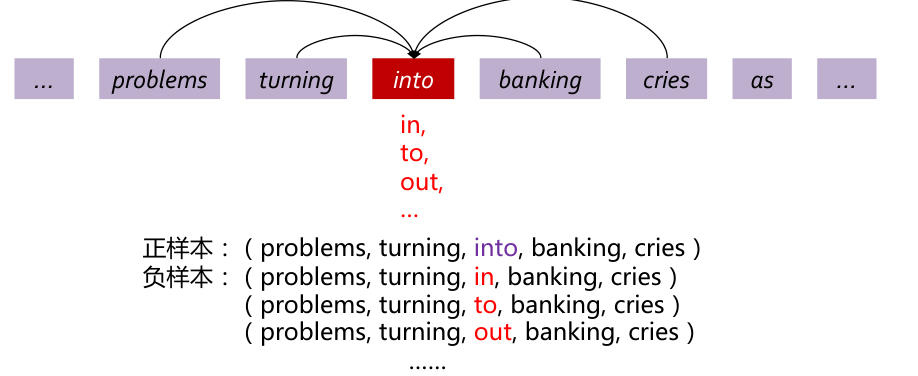 ... problems turning into banking cries as ...
in,
to,
out,
...
正样本：( problems, turning, into, banking, cries )
负样本：( problems, turning, in, banking, cries )
( problems, turning, to, banking, cries )
( problems, turning, out, banking, cries )
......